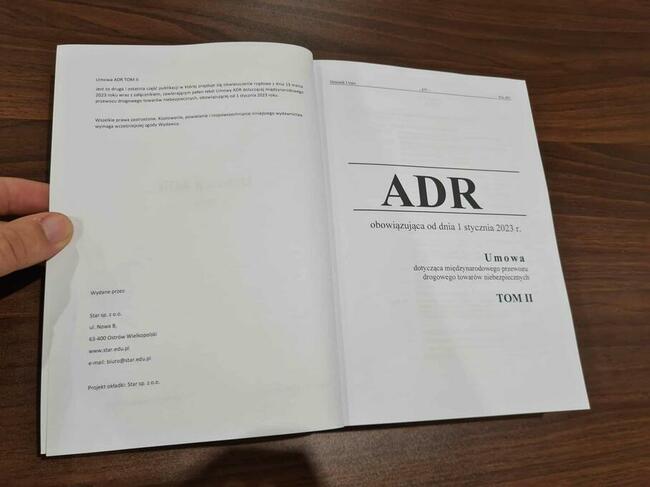 Umowa ADR TOM II
Jest to druga i ostatnia część publikacji w której znajduje się obwieszczenie rządowe z dnia 13 marca
2023 roku wraz z załącznikiem, zawierającym pełen tekst Umowy ADR dotyczącej międzynarodowego
przewozu drogowego towarów niebezpiecznych, obowiązującej od 1 stycznia 2023 roku.
Wszelkie prawa zastrzeżone. Kopiowanie, powielanie i rozpowszechnianie niniejszego wydawnictwa
wymaga wcześniejszej zgody Wydawcy.
Wydane przez
Star sp. z o.o.
ul. Nowa 8,
63-400 Ostrów Wielkopolski
www.star.edu.pl
e-mail: biuro@star.edu.pl
Projekt okładki: Star sp. z o.o.
Dziennik Ustaw
ADR
obowiązująca od dnia 1 stycznia 2023 r.
Umowa
dotycząca międzynarodowego przewozu
drogowego towarów niebezpiecznych
TOM II